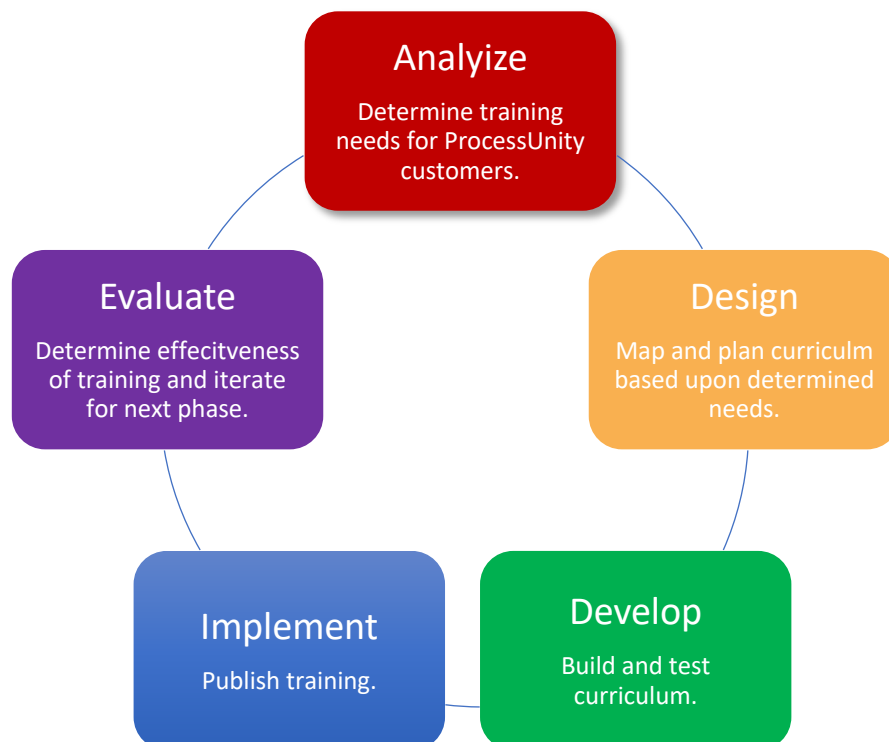 Analyize
Determine training
needs for ProcessUnity
customers.
Design
Map and plan curriculm
based upon determined
needs.
Develop
Build and test
curriculum.
Implement
Publish training.
Evaluate
Determine effecitveness
of training and iterate
for next phase.